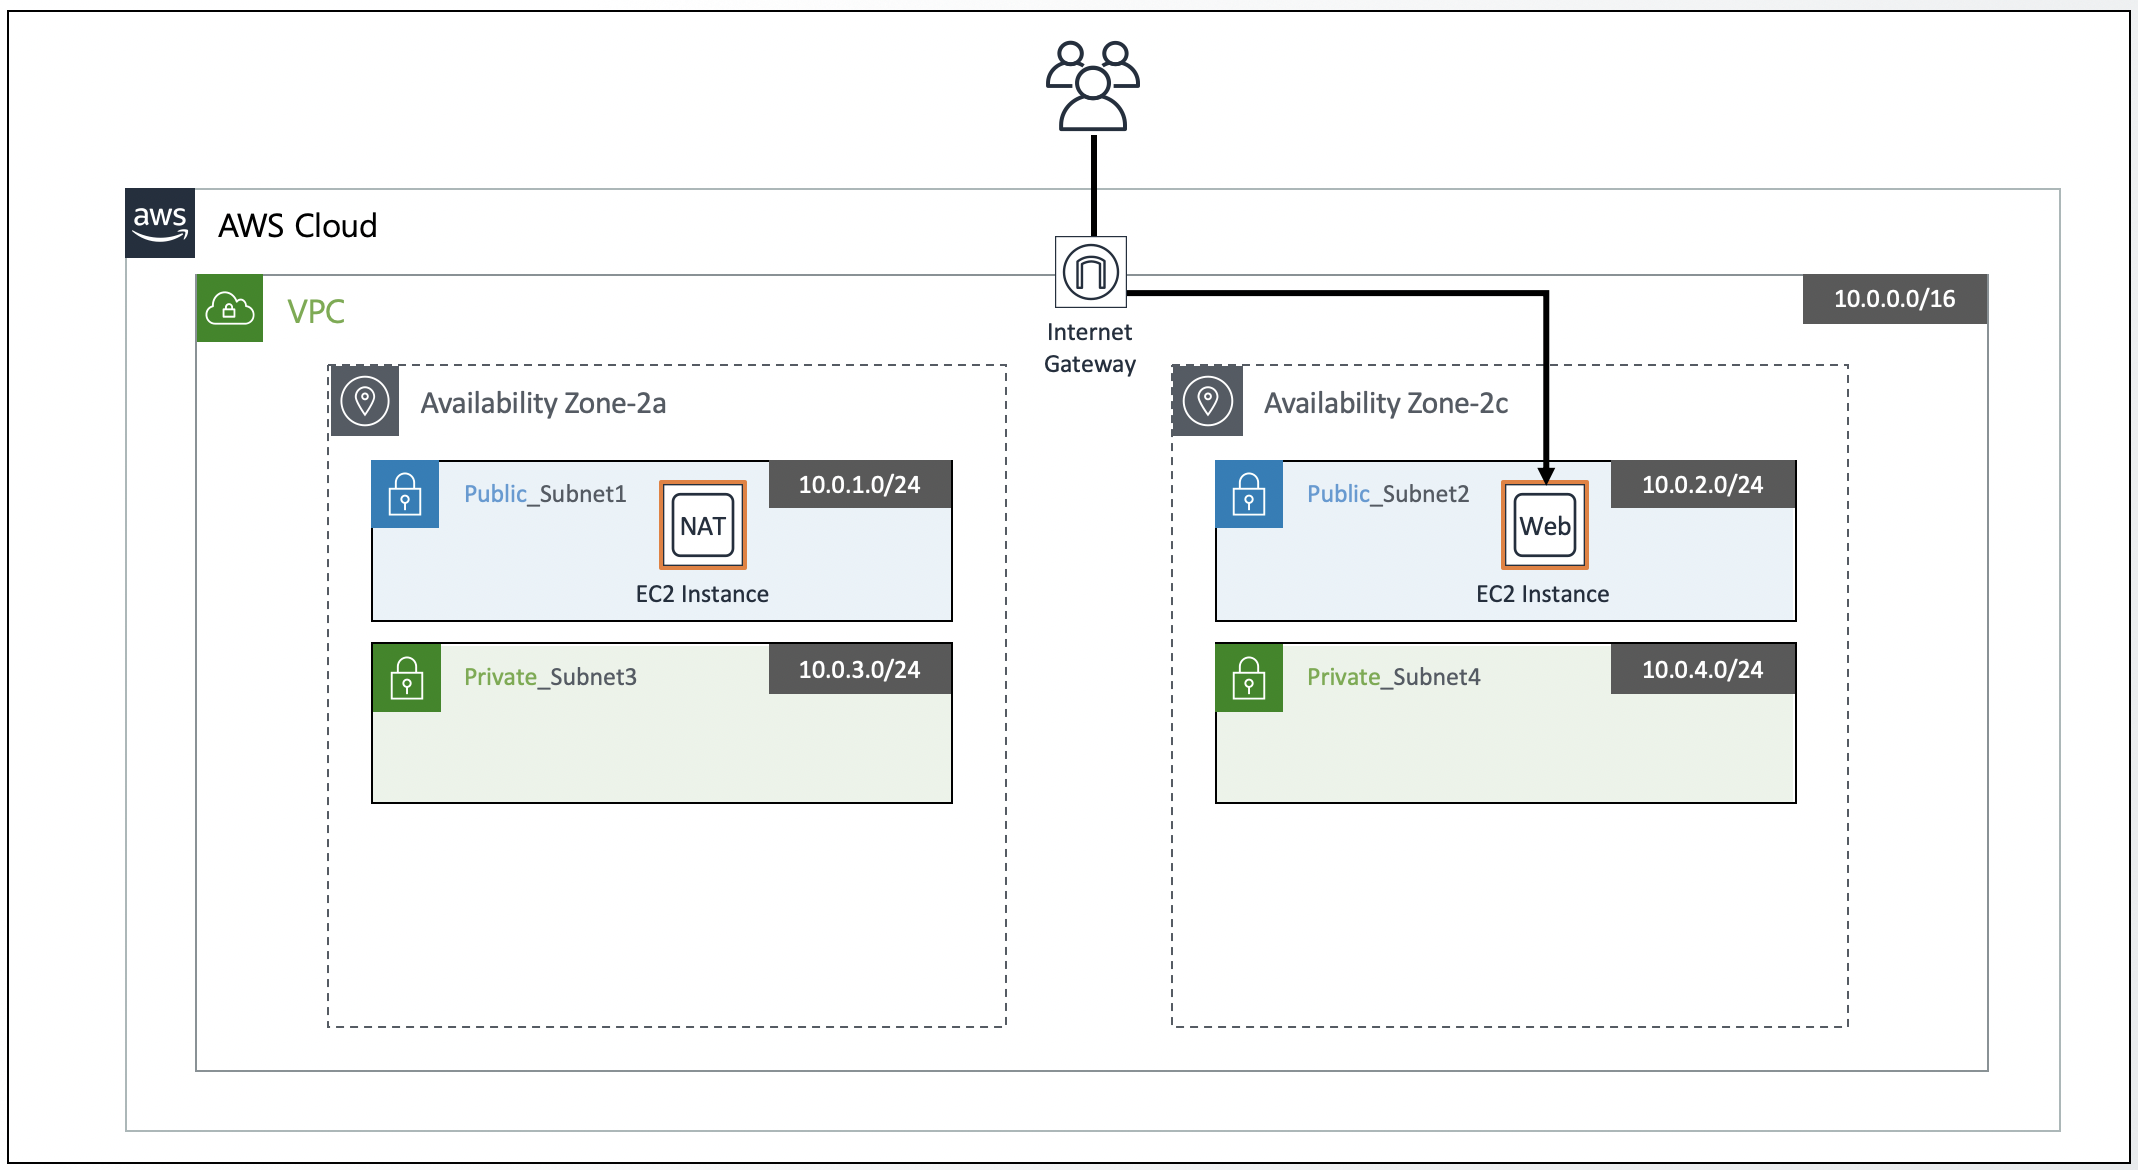 aws
AWS Cloud
VPC
10.0.0.0/16
Internet
Gateway
Availability Zone-2a
Public_Subnet1
NAT
10.0.1.0/24
EC2 Instance
Private_Subnet3
10.0.3.0/24
Availability Zone-2c
Public_Subnet2
Web
10.0.2.0/24
EC2 Instance
Private_Subnet4
10.0.4.0/24